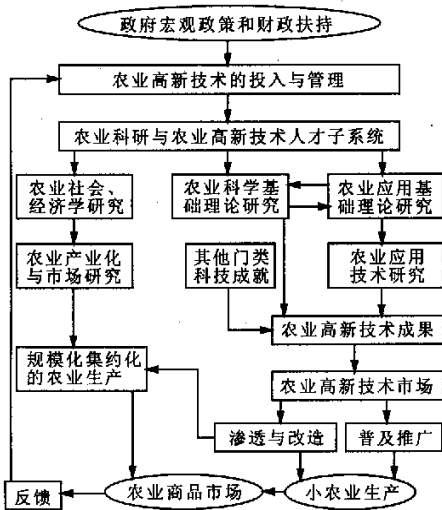 政府宏观政策和财政扶持
农业高新技术的投入与管理
农业科研与农业高新技术人才子系统
农业社会、
经济学研究
农业科学基
础理论研究
农业应用基
础理论研究
农业产业化
与市场研究
其他门类
科技成就
农业应用
技术研究
农业高新技术成果
规模化集约化
的农业生产
农业高新技术市场
渗透与改造
普及推广
反馈
农业商品市场
小农业生产